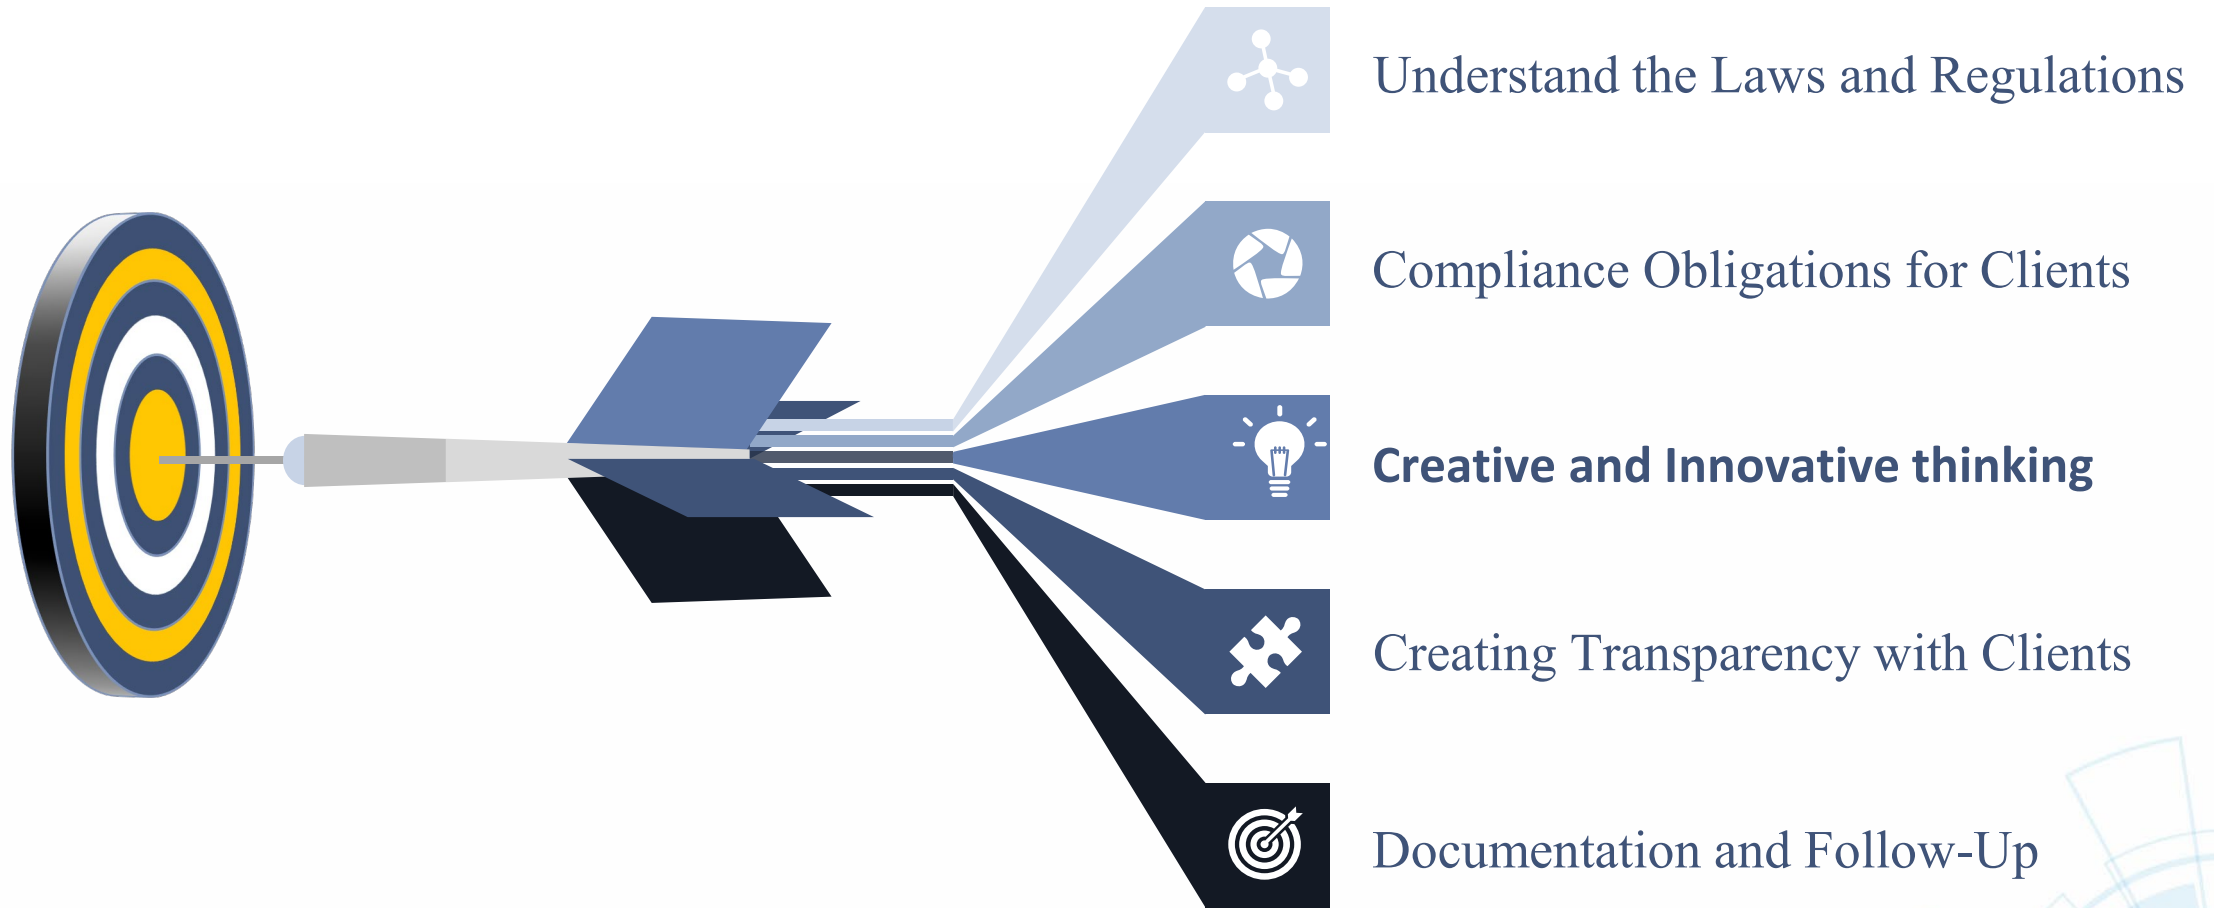 Understand the Laws and Regulations
Compliance Obligations for Clients
Creative and Innovative thinking
Creating Transparency with Clients
Documentation and Follow-Up